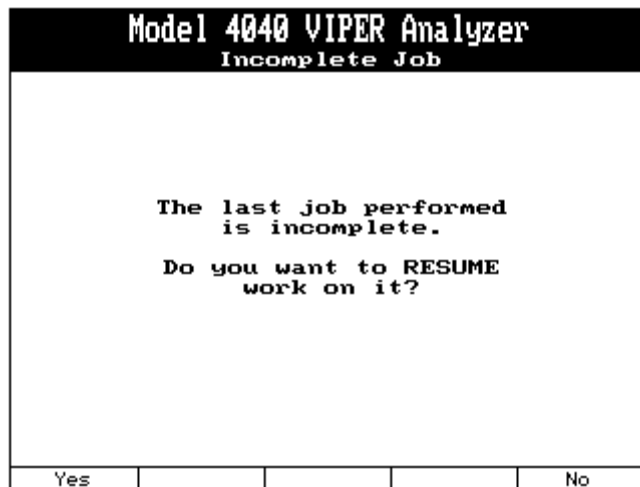 Model 4040 VIPER Analyzer
Incomplete Job
The last job performed
is incomplete.
Do you want to RESUME
work on it?
Yes No